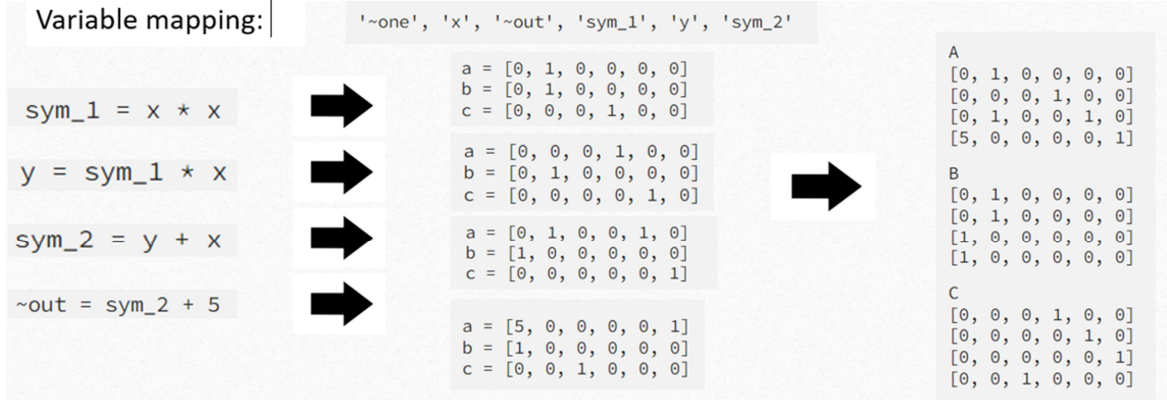 Variable mapping:
'~one', 'x', '~out', 'sym_1', 'y', 'sym_2'
sym_1 = x * x
a = [0, 1, 0, 0, 0, 0]
b = [0, 1, 0, 0, 0, 0]
c = [0, 0, 0, 1, 0, 0]
y = sym_1 * x
a = [0, 0, 0, 1, 0, 0]
b = [0, 1, 0, 0, 0, 0]
c = [0, 0, 0, 0, 1, 0]
sym_2 = y + x
a = [0, 1, 0, 0, 1, 0]
b = [1, 0, 0, 0, 0, 0]
c = [0, 0, 0, 0, 0, 1]
~out = sym_2 + 5
a = [5, 0, 0, 0, 0, 1]
b = [1, 0, 0, 0, 0, 0]
c = [0, 0, 1, 0, 0, 0]
A
[0, 1, 0, 0, 0, 0]
[0, 0, 0, 1, 0, 0]
[0, 1, 0, 0, 1, 0]
[5, 0, 0, 0, 0, 1]
B
[0, 1, 0, 0, 0, 0]
[0, 1, 0, 0, 0, 0]
[1, 0, 0, 0, 0, 0]
[1, 0, 0, 0, 0, 0]
C
[0, 0, 0, 1, 0, 0]
[0, 0, 0, 0, 1, 0]
[0, 0, 0, 0, 0, 1]
[0, 0, 1, 0, 0, 0]